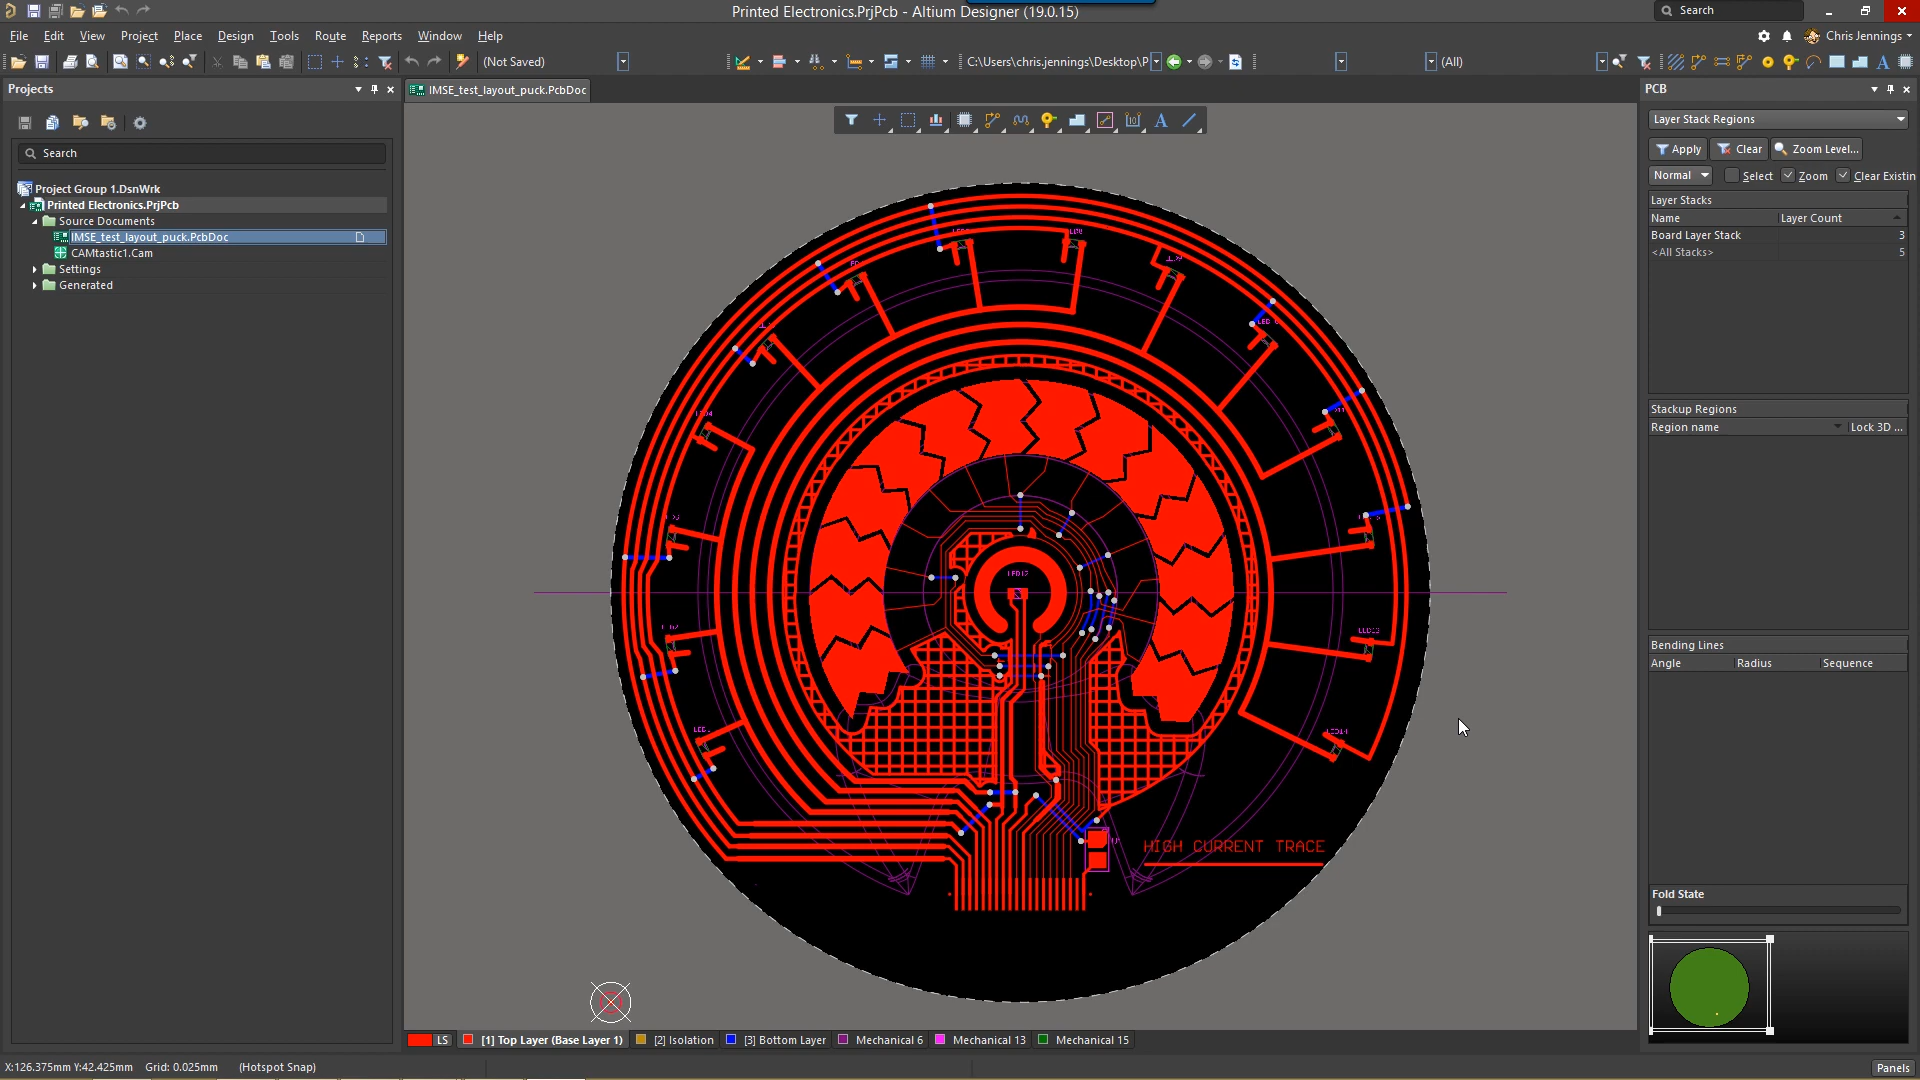 Printed Electronics.PrjPcb - Altium Designer (19.0.15)
Search
File Edit View Project Place Design Tools Route Reports Window Help
Chris Jennings
(Not Saved)
C:\Users\chris.jennings\Desktop\P
(All)
Projects
IMSE_test_layout_puck.PcbDoc
PCB
Layer Stack Regions
Search
Apply Clear Zoom Level...
Normal Select Zoom Clear Existin
Project Group 1.DsnWrk
Printed Electronics.PrjPcb
Source Documents
IMSE_test_layout_puck.PcbDoc
CAMtastic1.Cam
Settings
Generated
Layer Stacks
Name Layer Count
Board Layer Stack 3
<All Stacks> 5
Stackup Regions
Region name Lock 3D ...
Bending Lines
Angle Radius Sequence
Fold State
LED4
LED12
LED13
LED14
HIGH CURRENT TRACE
LS [1] Top Layer (Base Layer 1) [2] Isolation [3] Bottom Layer Mechanical 6 Mechanical 13 Mechanical 15
X:126.375mm Y:42.425mm Grid: 0.025mm (Hotspot Snap)
Panels